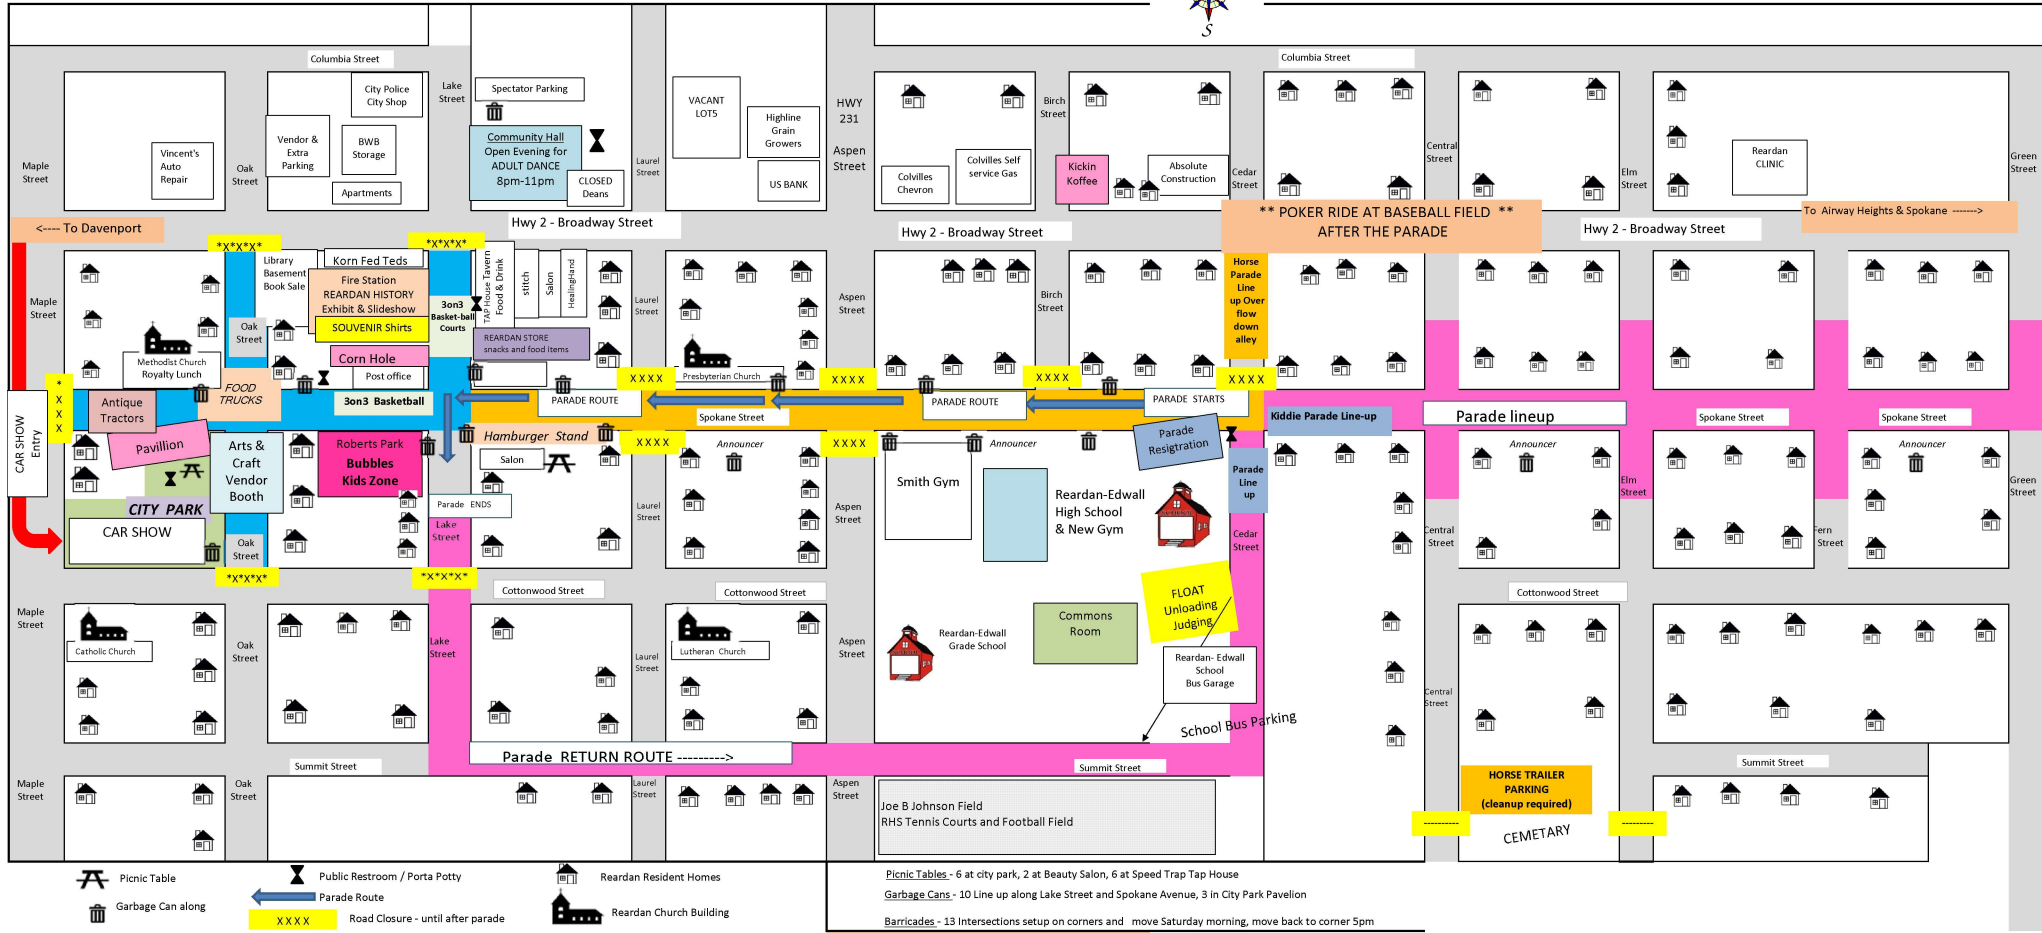 S
Columbia Street
Columbia Street
City Police
City Shop
Lake
Street
Spectator Parking
VACANT
LOTS
Highline
Grain
Growers
HWY
231
Aspen
Street
Birch
Street
Vendor &
Extra
Parking
BWB
Storage
Community Hall
Open Evening for
ADULT DANCE
8pm-11pm
Vincent's
Auto
Repair
Maple
Street
Oak
Street
Apartments
CLOSED
Deans
Laurel
Street
US BANK
Colvilles
Chevron
Colvilles Self
service Gas
Kickin
Koffee
Absolute
Construction
Cedar
Street
Central
Street
Elm
Street
Reardan
CLINIC
Green
Street
<---- To Davenport
Hwy 2 - Broadway Street
Hwy 2 - Broadway Street
** POKER RIDE AT BASEBALL FIELD **
AFTER THE PARADE
Hwy 2 - Broadway Street
To Airway Heights & Spokane ------->
*X*X*X*
*X*X*X*
Library
Basement
Book Sale
Korn Fed Teds
Fire Station
REARDAN HISTORY
Exhibit & Slideshow
SOUVENIR Shirts
Corn Hole
Post office
3on3
Basket-ball
Courts
TAP House Tavern
Food & Drink
stitch
Salon
HealingHand
REARDAN STORE
snacks and food items
Maple
Street
Oak
Street
Laurel
Street
Aspen
Street
Birch
Street
Horse
Parade
Line
up Over
flow
down
alley
Methodist Church
Royalty Lunch
Presbyterian Church
FOOD
TRUCKS
X X X X
X X X X
X X X X
X X X X
*
X
X
X
CAR SHOW
Entry
Antique
Tractors
3on3 Basketball
PARADE ROUTE
Spokane Street
PARADE ROUTE
PARADE STARTS
Kiddie Parade Line-up
Parade lineup
Spokane Street
Spokane Street
Pavillion
Arts &
Craft
Vendor
Booth
Roberts Park
Bubbles
Kids Zone
Hamburger Stand
Salon
X X X X
X X X X
Announcer
Announcer
Parade
Resigtration
Parade
Line
up
Announcer
Announcer
Smith Gym
Reardan-Edwall
High School
& New Gym
CITY PARK
CAR SHOW
Parade ENDS
Lake
Street
Oak
Street
Laurel
Street
Aspen
Street
Cedar
Street
Central
Street
Elm
Street
Fern
Street
Green
Street
*X*X*X*
*X*X*X*
Cottonwood Street
Cottonwood Street
Cottonwood Street
FLOAT
Unloading
Judging
Commons
Room
Maple
Street
Catholic Church
Oak
Street
Lake
Street
Laurel
Street
Lutheran Church
Aspen
Street
Reardan-Edwall
Grade School
Reardan- Edwall
School
Bus Garage
School Bus Parking
Central
Street
Parade RETURN ROUTE --------->
Summit Street
Summit Street
Summit Street
Maple
Street
Oak
Street
Laurel
Street
Aspen
Street
Joe B Johnson Field
RHS Tennis Courts and Football Field
HORSE TRAILER
PARKING
(cleanup required)
----------
---------
CEMETARY
Picnic Table
Public Restroom / Porta Potty
Reardan Resident Homes
Garbage Can along
Parade Route
Reardan Church Building
X X X X
Road Closure - until after parade
Picnic Tables - 6 at city park, 2 at Beauty Salon, 6 at Speed Trap Tap House
Garbage Cans - 10 Line up along Lake Street and Spokane Avenue, 3 in City Park Pavelion
Barricades - 13 Intersections setup on corners and move Saturday morning, move back to corner 5pm